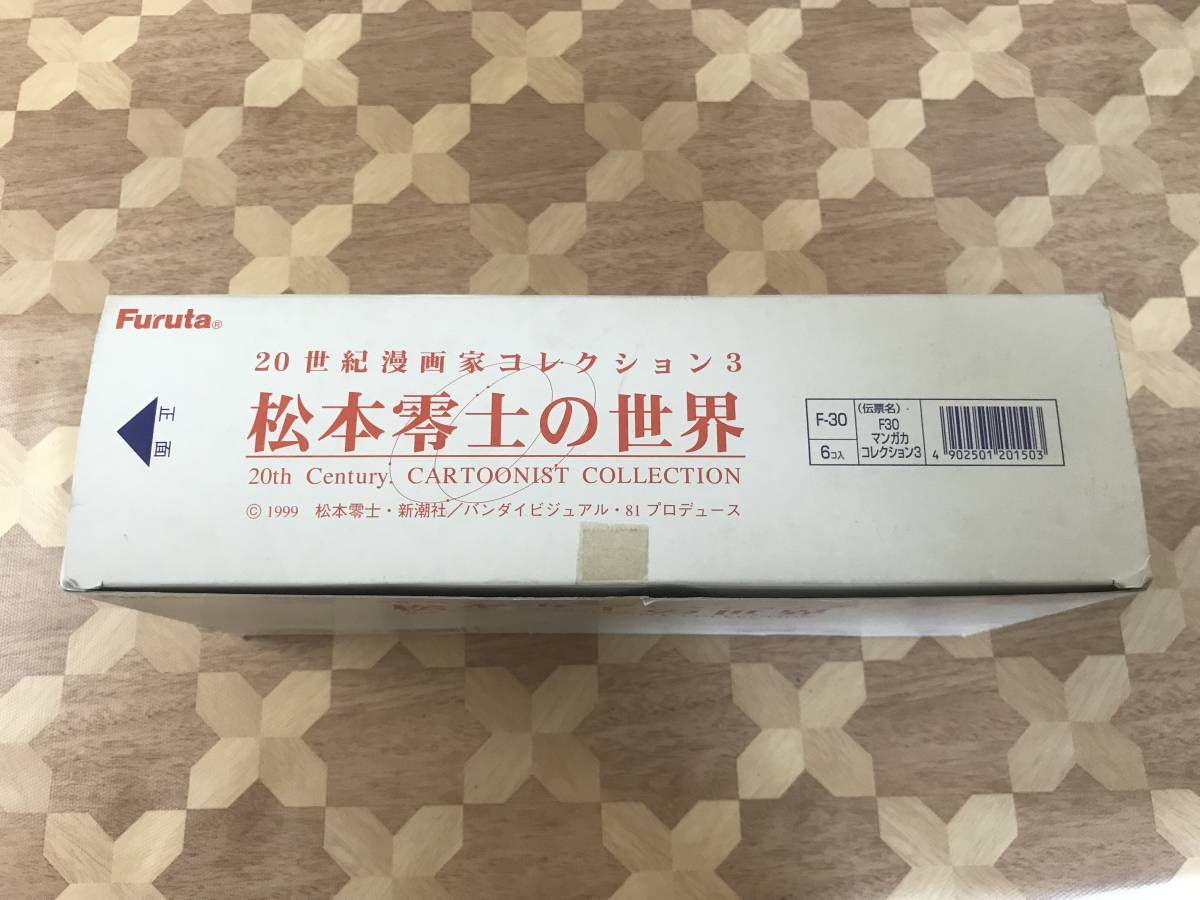 Furuta®
20世紀漫画家コレクション3
松本零士の世界
20th Century. CARTOONIST COLLECTION
© 1999 松本零士・新潮社／バンダイビジュアル・81プロデュース
正面
F-30
6コ入
(伝票名)
F30
マンガカ
コレクション3
4 902501 201503